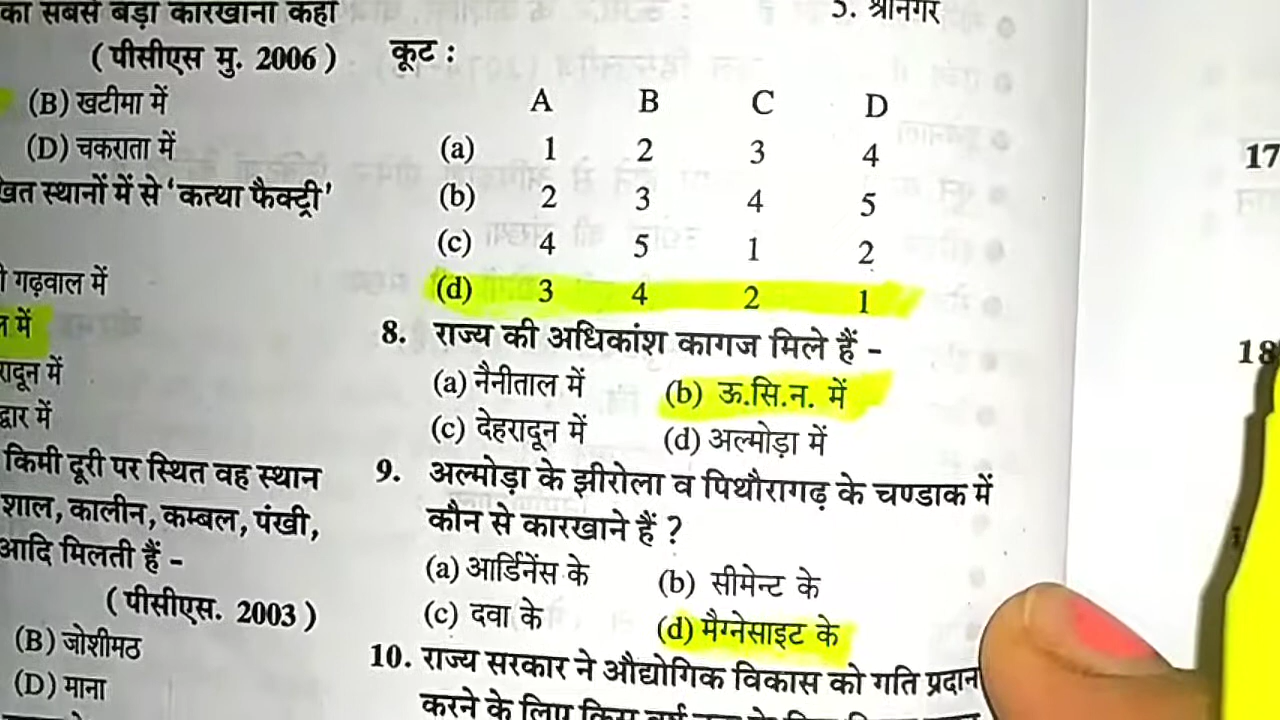 का सबसे बड़ा कारखाना कहाँ
(पीसीएस मु. 2006)
(B) खटीमा में
(D) चकराता में
स्थानों में से 'कत्था फैक्ट्री'
गढ़वाल में
में
में
में
किमी दूरी पर स्थित वह स्थान
शाल, कालीन, कम्बल, पंखी,
आदि मिलती हैं -
(पीसीएस. 2003)
(B) जोशीमठ
(D) माना
5. श्रीनगर
कूट :
A B C D
(a) 1 2 3 4
(b) 2 3 4 5
(c) 4 5 1 2
(d) 3 4 2 1
8. राज्य की अधिकांश कागज मिले हैं -
(a) नैनीताल में (b) ऊ.सि.न. में
(c) देहरादून में (d) अल्मोड़ा में
9. अल्मोड़ा के झीरोला व पिथौरागढ़ के चण्डाक में
कौन से कारखाने हैं ?
(a) आर्डिनेंस के (b) सीमेन्ट के
(c) दवा के (d) मैग्नेसाइट के
10. राज्य सरकार ने औद्योगिक विकास को गति प्रदान
करने के लिए किस
17
18